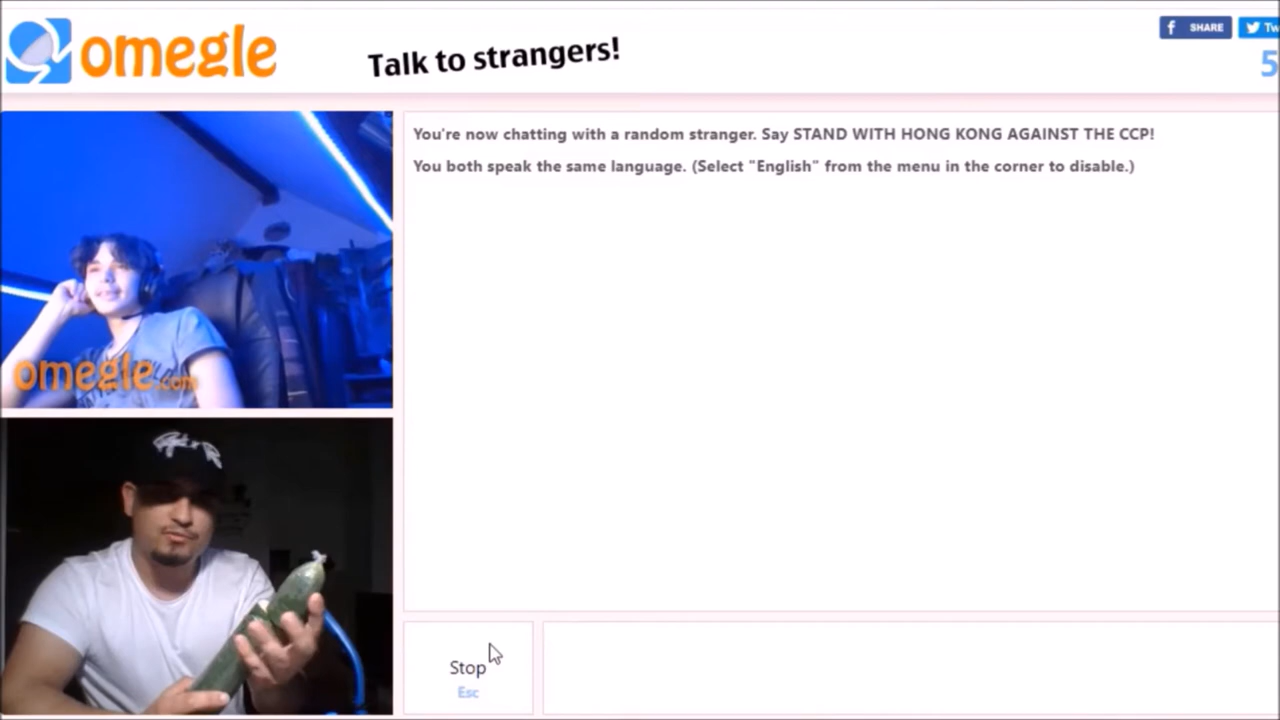 omegle
Talk to strangers!
SHARE
Tw
5
You're now chatting with a random stranger. Say STAND WITH HONG KONG AGAINST THE CCP!
You both speak the same language. (Select "English" from the menu in the corner to disable.)
omegle.com
Stop
Esc